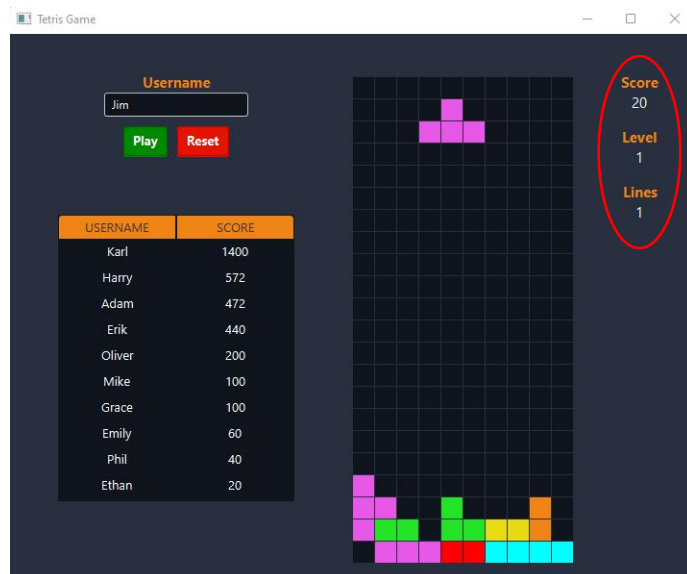 Tetris Game
Username
Jim
Play Reset
USERNAME SCORE
Karl 1400
Harry 572
Adam 472
Erik 440
Oliver 200
Mike 100
Grace 100
Emily 60
Phil 40
Ethan 20
Score
20
Level
1
Lines
1